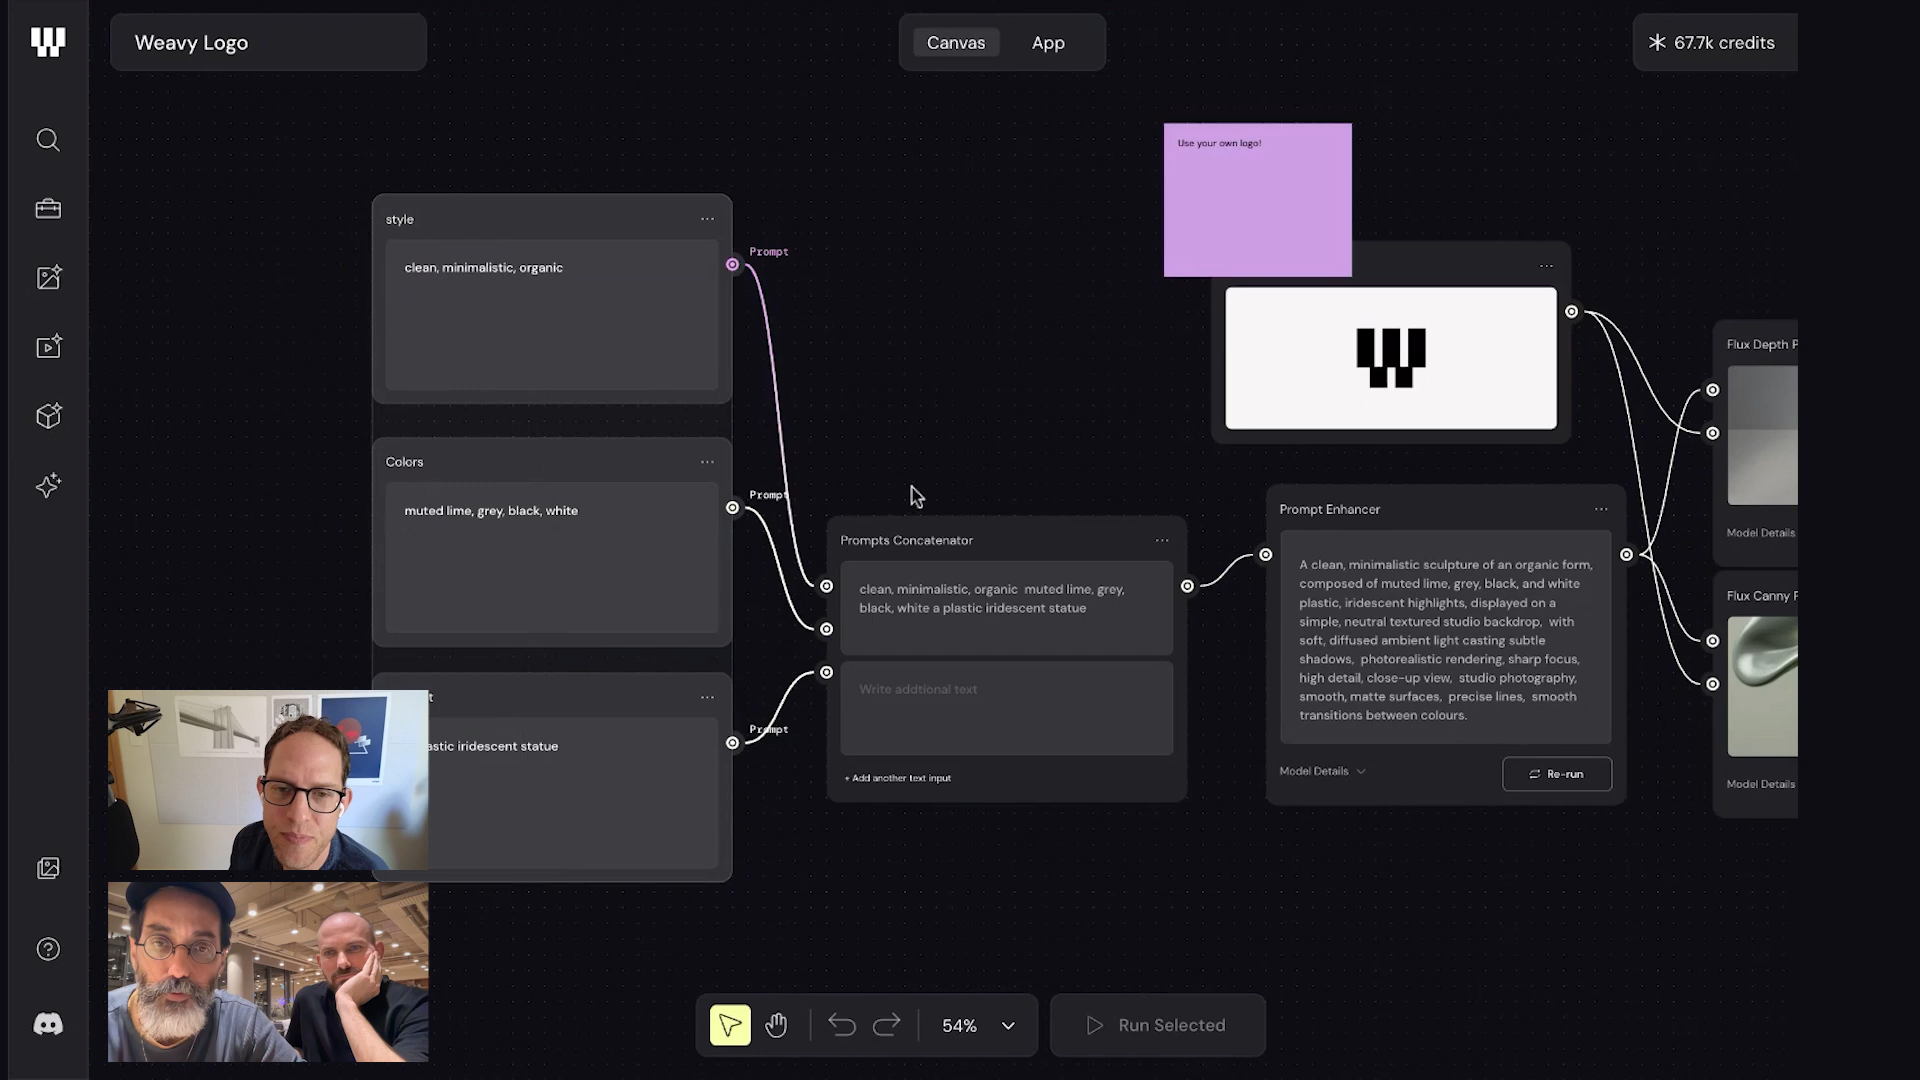 Weavy Logo
Canvas
App
67.7k credits
Use your own logo!
style
clean, minimalistic, organic
Prompt
Colors
muted lime, grey, black, white
Prompt
astic iridescent statue
Prompt
Prompts Concatenator
clean, minimalistic, organic muted lime, grey,
black, white a plastic iridescent statue
Write addtional text
+ Add another text input
Prompt Enhancer
A clean, minimalistic sculpture of an organic form,
composed of muted lime, grey, black, and white
plastic, iridescent highlights, displayed on a
simple, neutral textured studio backdrop, with
soft, diffused ambient light casting subtle
shadows, photorealistic rendering, sharp focus,
high detail, close-up view, studio photography,
smooth, matte surfaces, precise lines, smooth
transitions between colours.
Model Details
Re-run
Flux Depth P
Model Details
Flux Canny P
Model Details
54%
Run Selected